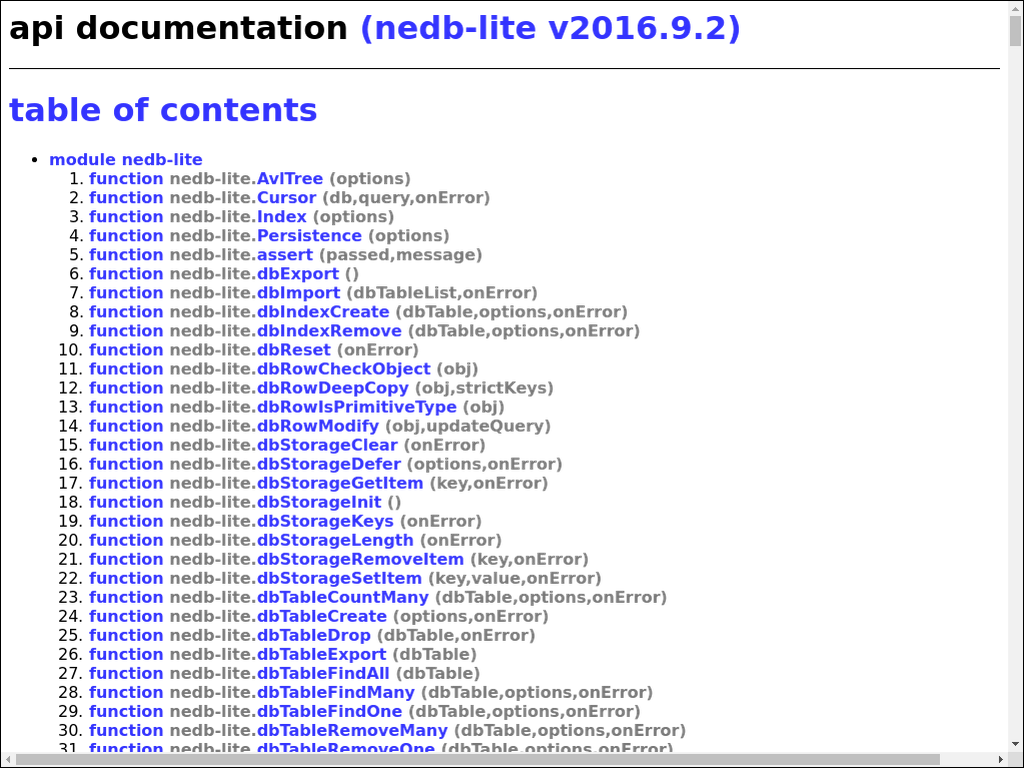 api documentation (nedb-lite v2016.9.2)
table of contents
• module nedb-lite
1. function nedb-lite.AvlTree (options)
2. function nedb-lite.Cursor (db,query,onError)
3. function nedb-lite.Index (options)
4. function nedb-lite.Persistence (options)
5. function nedb-lite.assert (passed,message)
6. function nedb-lite.dbExport ()
7. function nedb-lite.dbImport (dbTableList,onError)
8. function nedb-lite.dbIndexCreate (dbTable,options,onError)
9. function nedb-lite.dbIndexRemove (dbTable,options,onError)
10. function nedb-lite.dbReset (onError)
11. function nedb-lite.dbRowCheckObject (obj)
12. function nedb-lite.dbRowDeepCopy (obj,strictKeys)
13. function nedb-lite.dbRowIsPrimitiveType (obj)
14. function nedb-lite.dbRowModify (obj,updateQuery)
15. function nedb-lite.dbStorageClear (onError)
16. function nedb-lite.dbStorageDefer (options,onError)
17. function nedb-lite.dbStorageGetItem (key,onError)
18. function nedb-lite.dbStorageInit ()
19. function nedb-lite.dbStorageKeys (onError)
20. function nedb-lite.dbStorageLength (onError)
21. function nedb-lite.dbStorageRemoveItem (key,onError)
22. function nedb-lite.dbStorageSetItem (key,value,onError)
23. function nedb-lite.dbTableCountMany (dbTable,options,onError)
24. function nedb-lite.dbTableCreate (options,onError)
25. function nedb-lite.dbTableDrop (dbTable,onError)
26. function nedb-lite.dbTableExport (dbTable)
27. function nedb-lite.dbTableFindAll (dbTable)
28. function nedb-lite.dbTableFindMany (dbTable,options,onError)
29. function nedb-lite.dbTableFindOne (dbTable,options,onError)
30. function nedb-lite.dbTableRemoveMany (dbTable,options,onError)
31. function nedb-lite.dbTableRemoveOne (dbTable,options,onError)